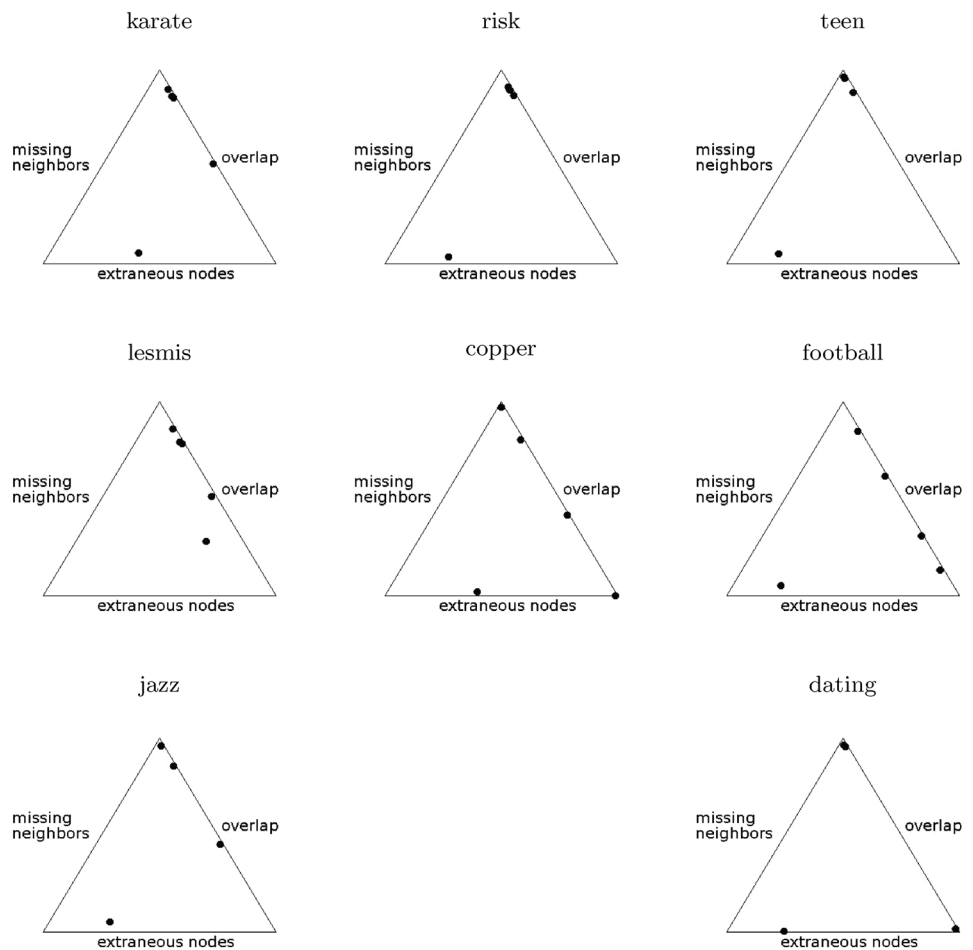 karate
missing
neighbors
overlap
extraneous nodes
risk
missing
neighbors
overlap
extraneous nodes
teen
missing
neighbors
overlap
extraneous nodes
lesmis
missing
neighbors
overlap
extraneous nodes
copper
missing
neighbors
overlap
extraneous nodes
football
missing
neighbors
overlap
extraneous nodes
jazz
missing
neighbors
overlap
extraneous nodes
dating
missing
neighbors
overlap
extraneous nodes